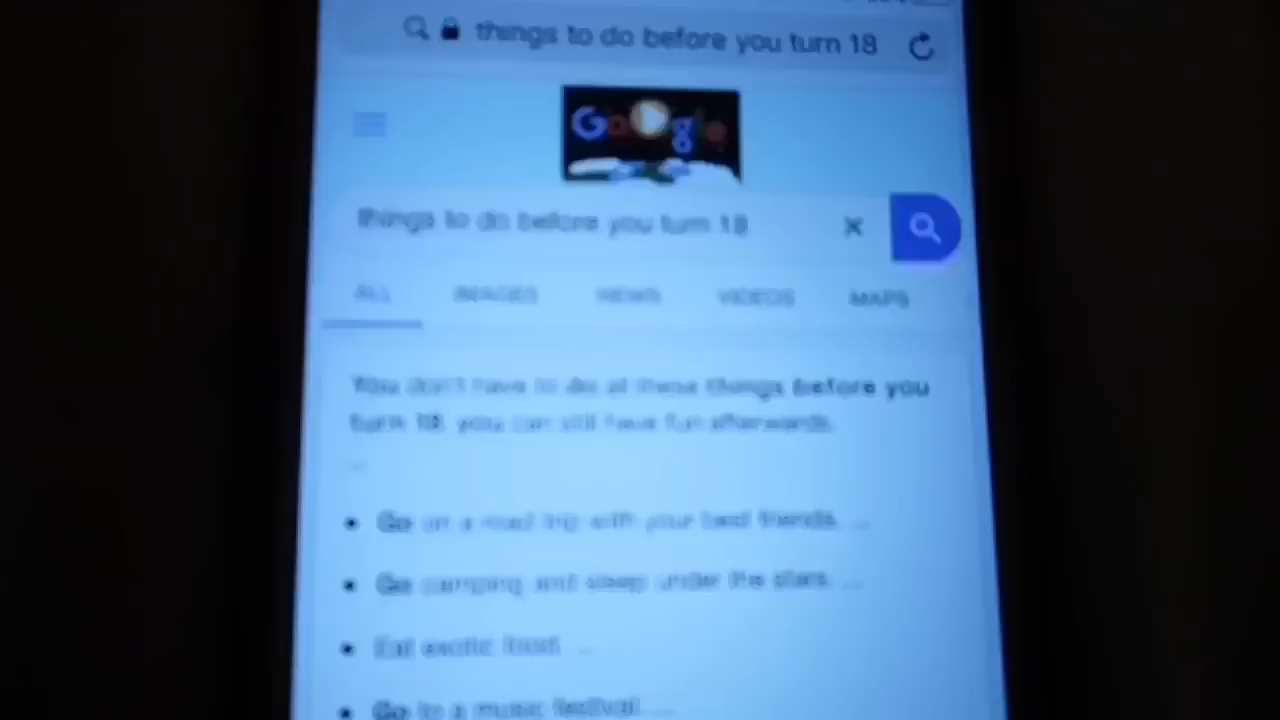 things to do before you turn 18
Google
things to do before you turn 18
ALL IMAGES NEWS VIDEOS MAPS
You don't have to do all these things before you
turn 18, you can still have fun afterwards.
...
• Go on a road trip with your best friends. ...
• Go camping and sleep under the stars. ...
• Eat exotic food. ...
• Go to a music festival. ...